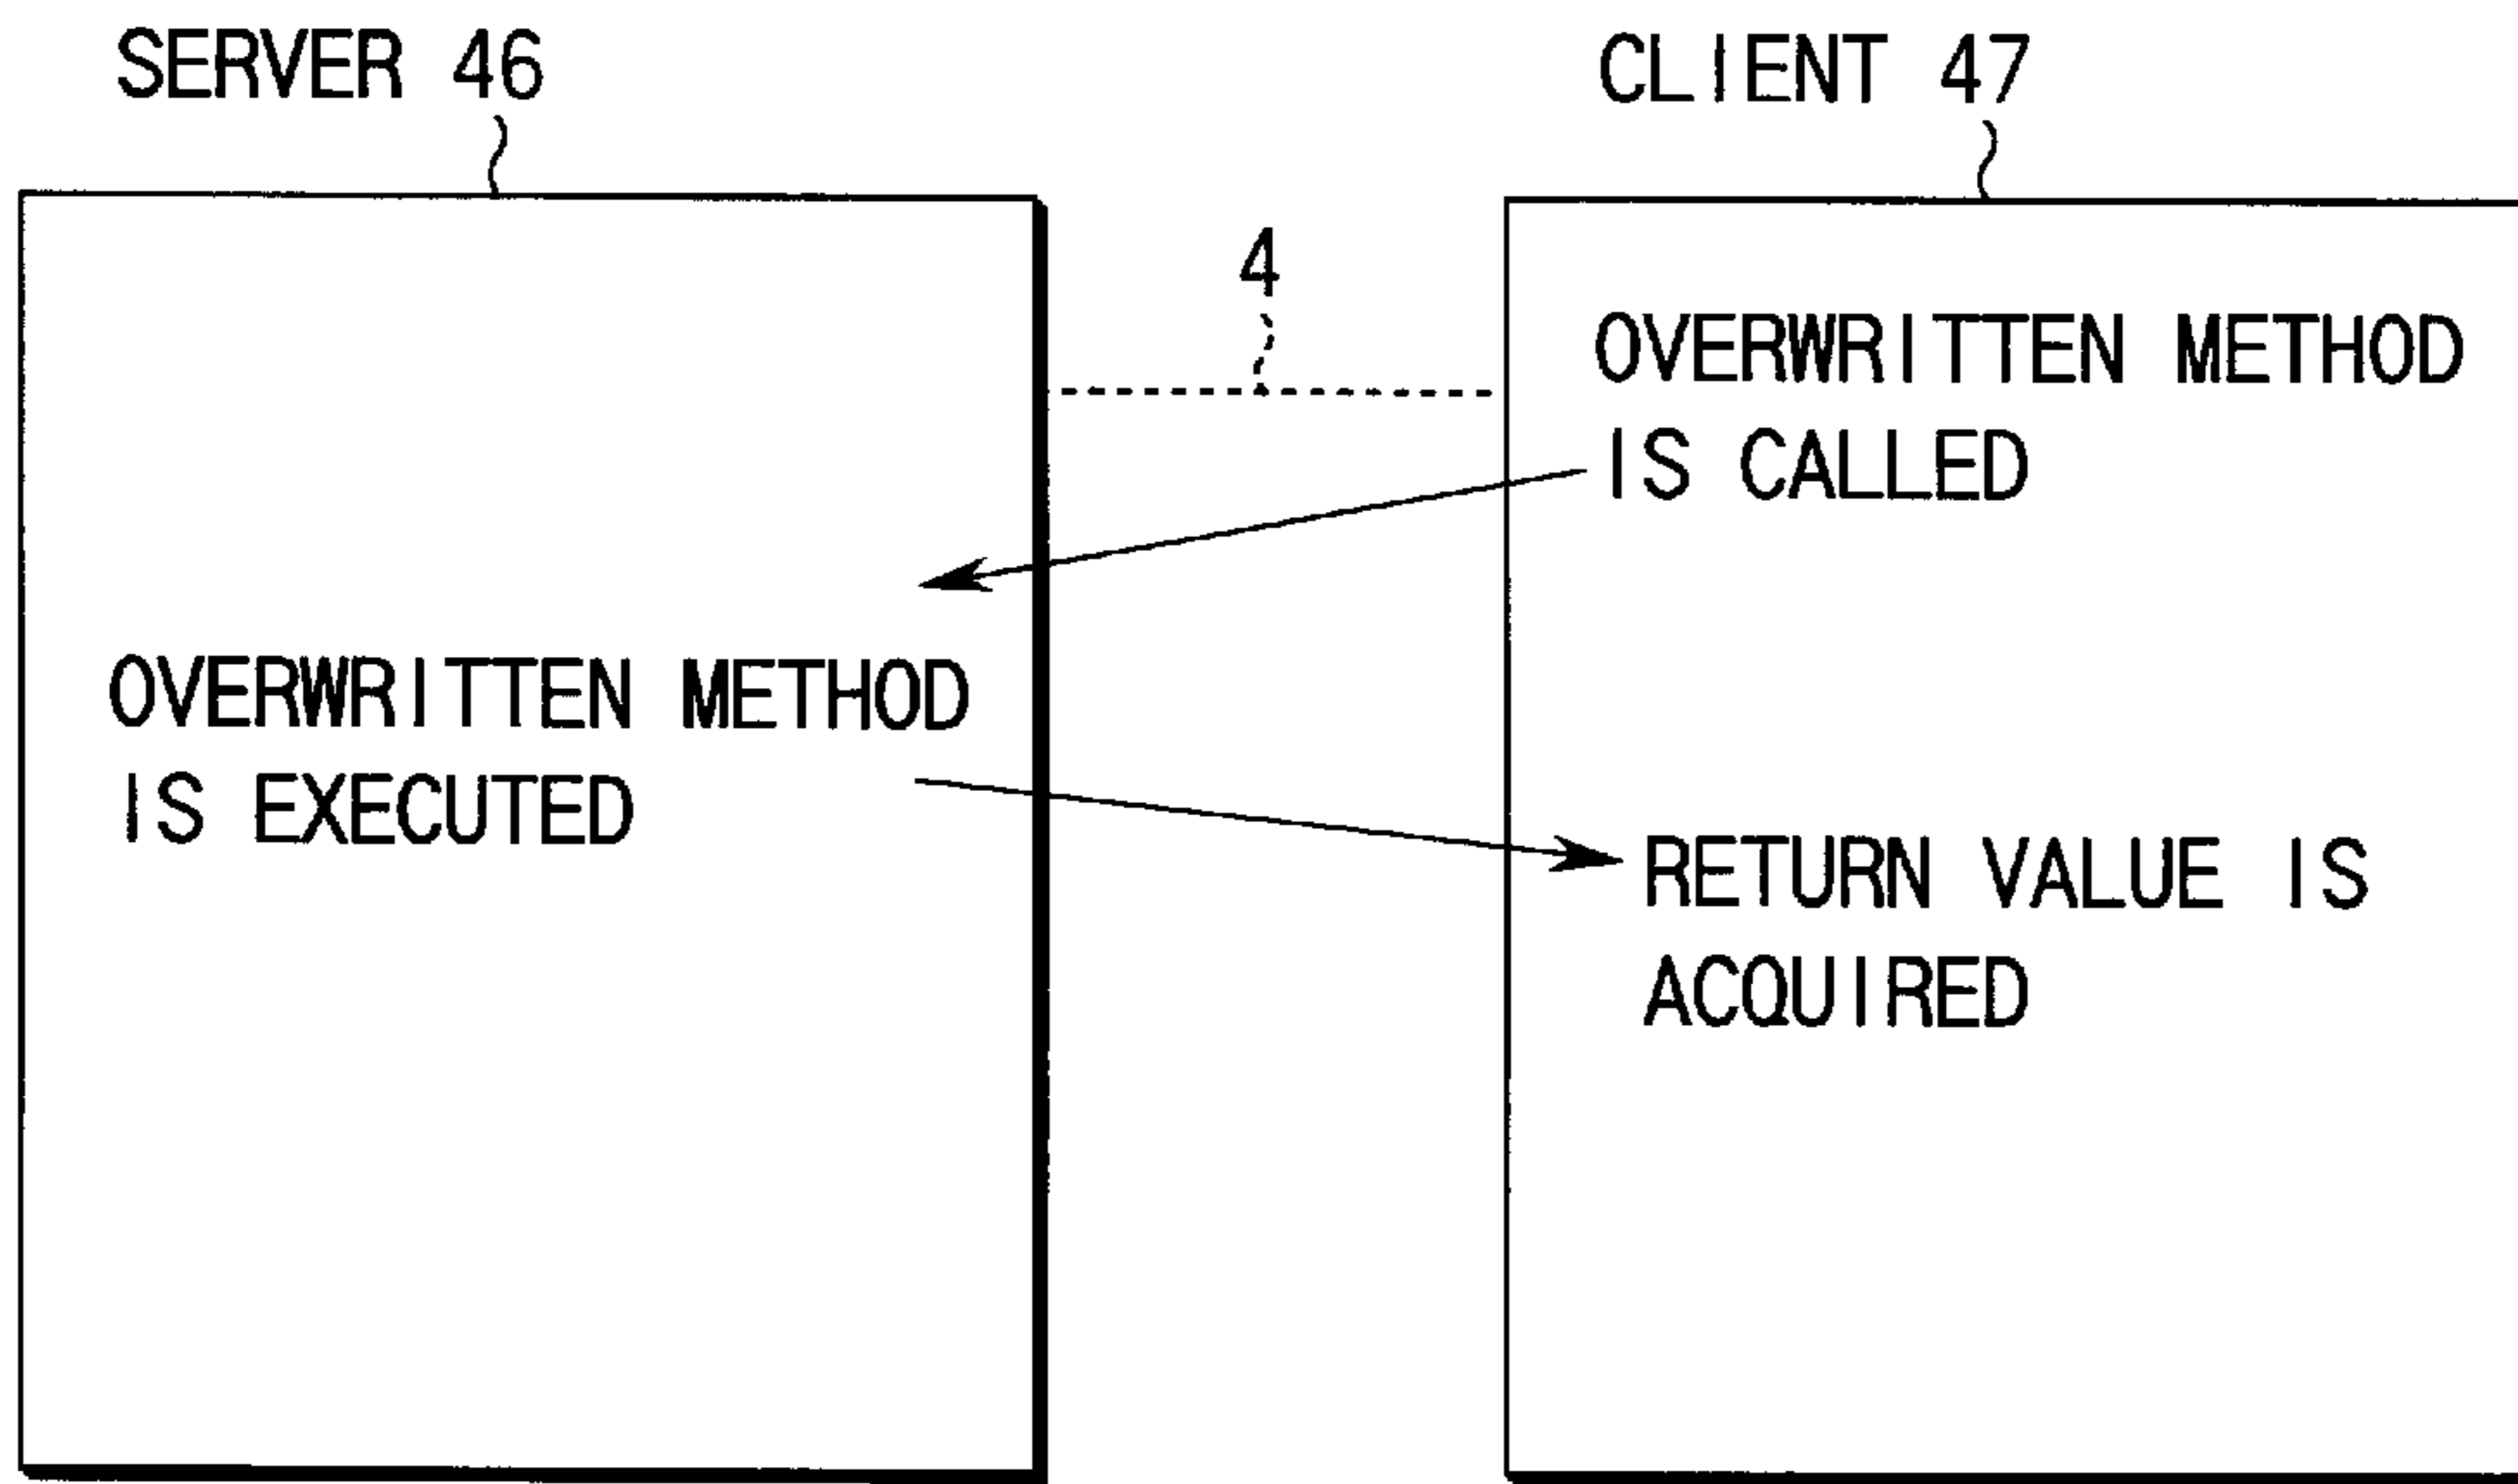 SERVER 46
CLIENT 47
4
OVERWRITTEN METHOD
IS CALLED
OVERWRITTEN METHOD
IS EXECUTED
RETURN VALUE IS
ACQUIRED